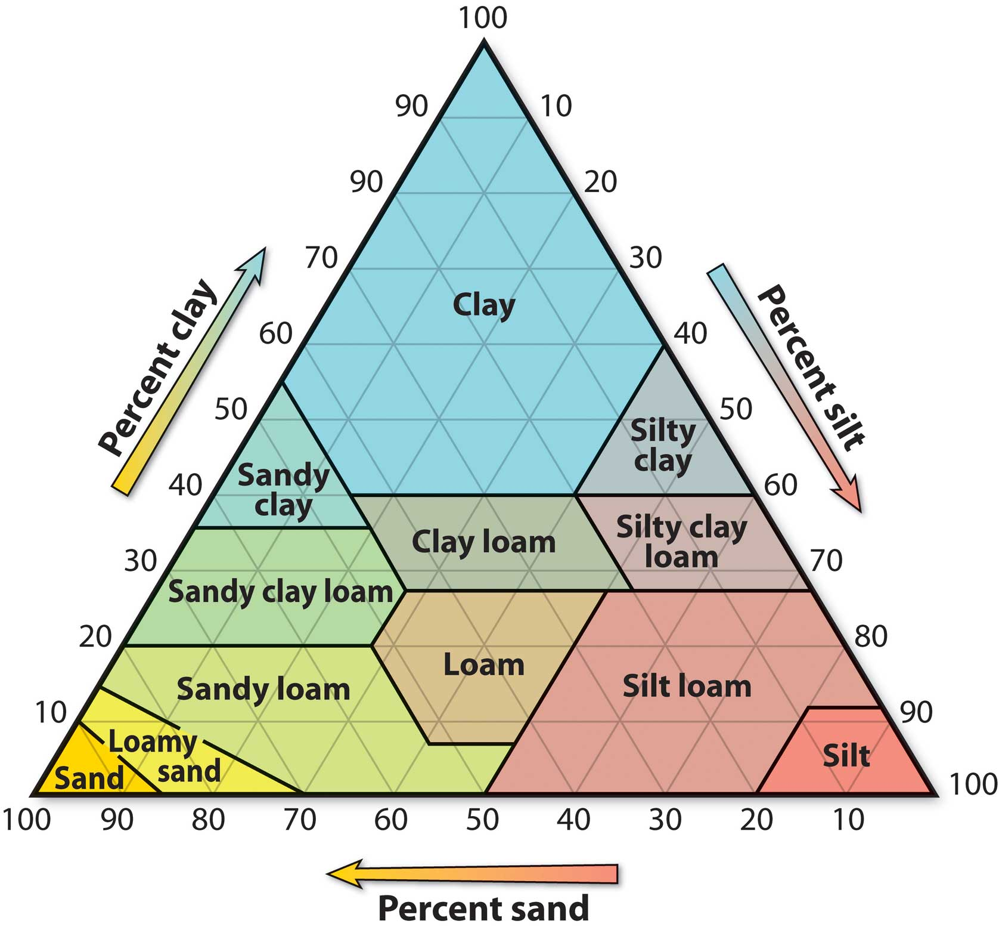 100
90
10
90
20
70
30
Percent clay
Percent silt
Clay
60
40
50
50
Silty
clay
Sandy
clay
40
60
Clay loam
Silty clay
loam
30
70
Sandy clay loam
20
80
Loam
Sandy loam
Silt loam
10
90
Loamy
sand
Sand
Silt
100
100 90 80 70 60 50 40 30 20 10
Percent sand